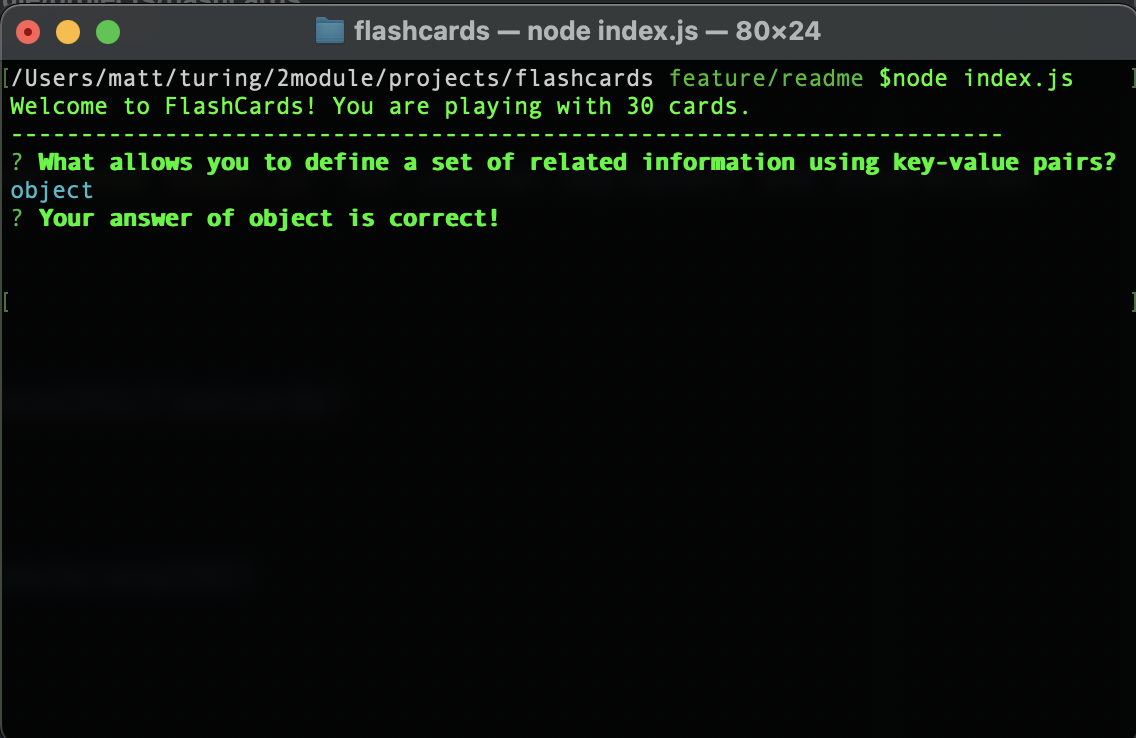 flashcards — node index.js — 80×24
[/Users/matt/turing/2module/projects/flashcards feature/readme $node index.js ]
Welcome to FlashCards! You are playing with 30 cards.
-----------------------------------------------------------------------
? What allows you to define a set of related information using key-value pairs?
object
? Your answer of object is correct!
[ ]